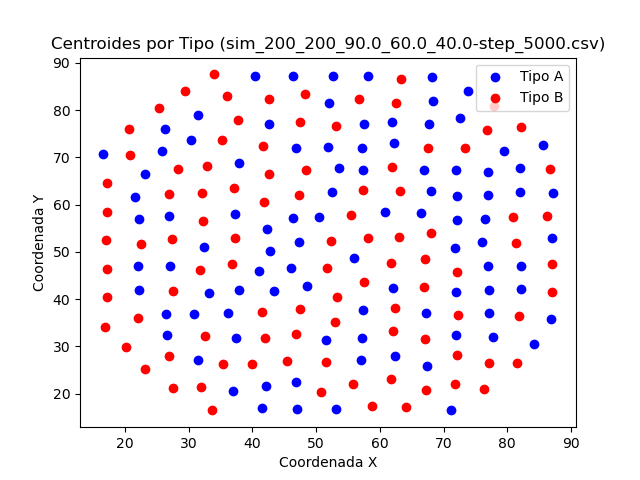 Centroides por Tipo (sim_200_200_90.0_60.0_40.0-step_5000.csv)
Tipo A
Tipo B
90
80
70
60
50
40
30
20
Coordenada Y
20 30 40 50 60 70 80 90
Coordenada X